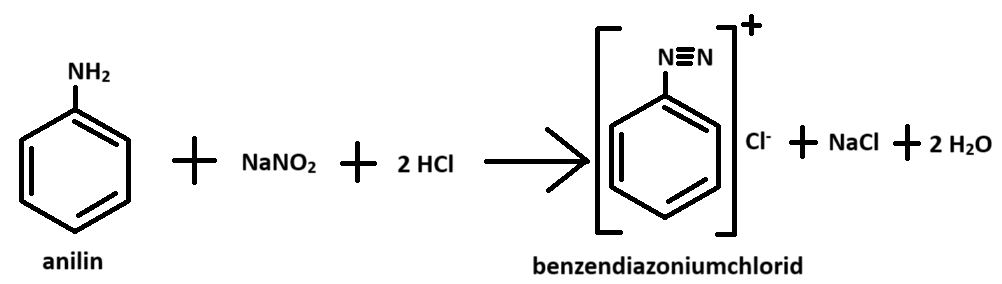 NH₂ + NaNO₂ + 2 HCl → [N≡N]⁺ Cl⁻ + NaCl + 2 H₂O
anilin
benzendiazoniumchlorid